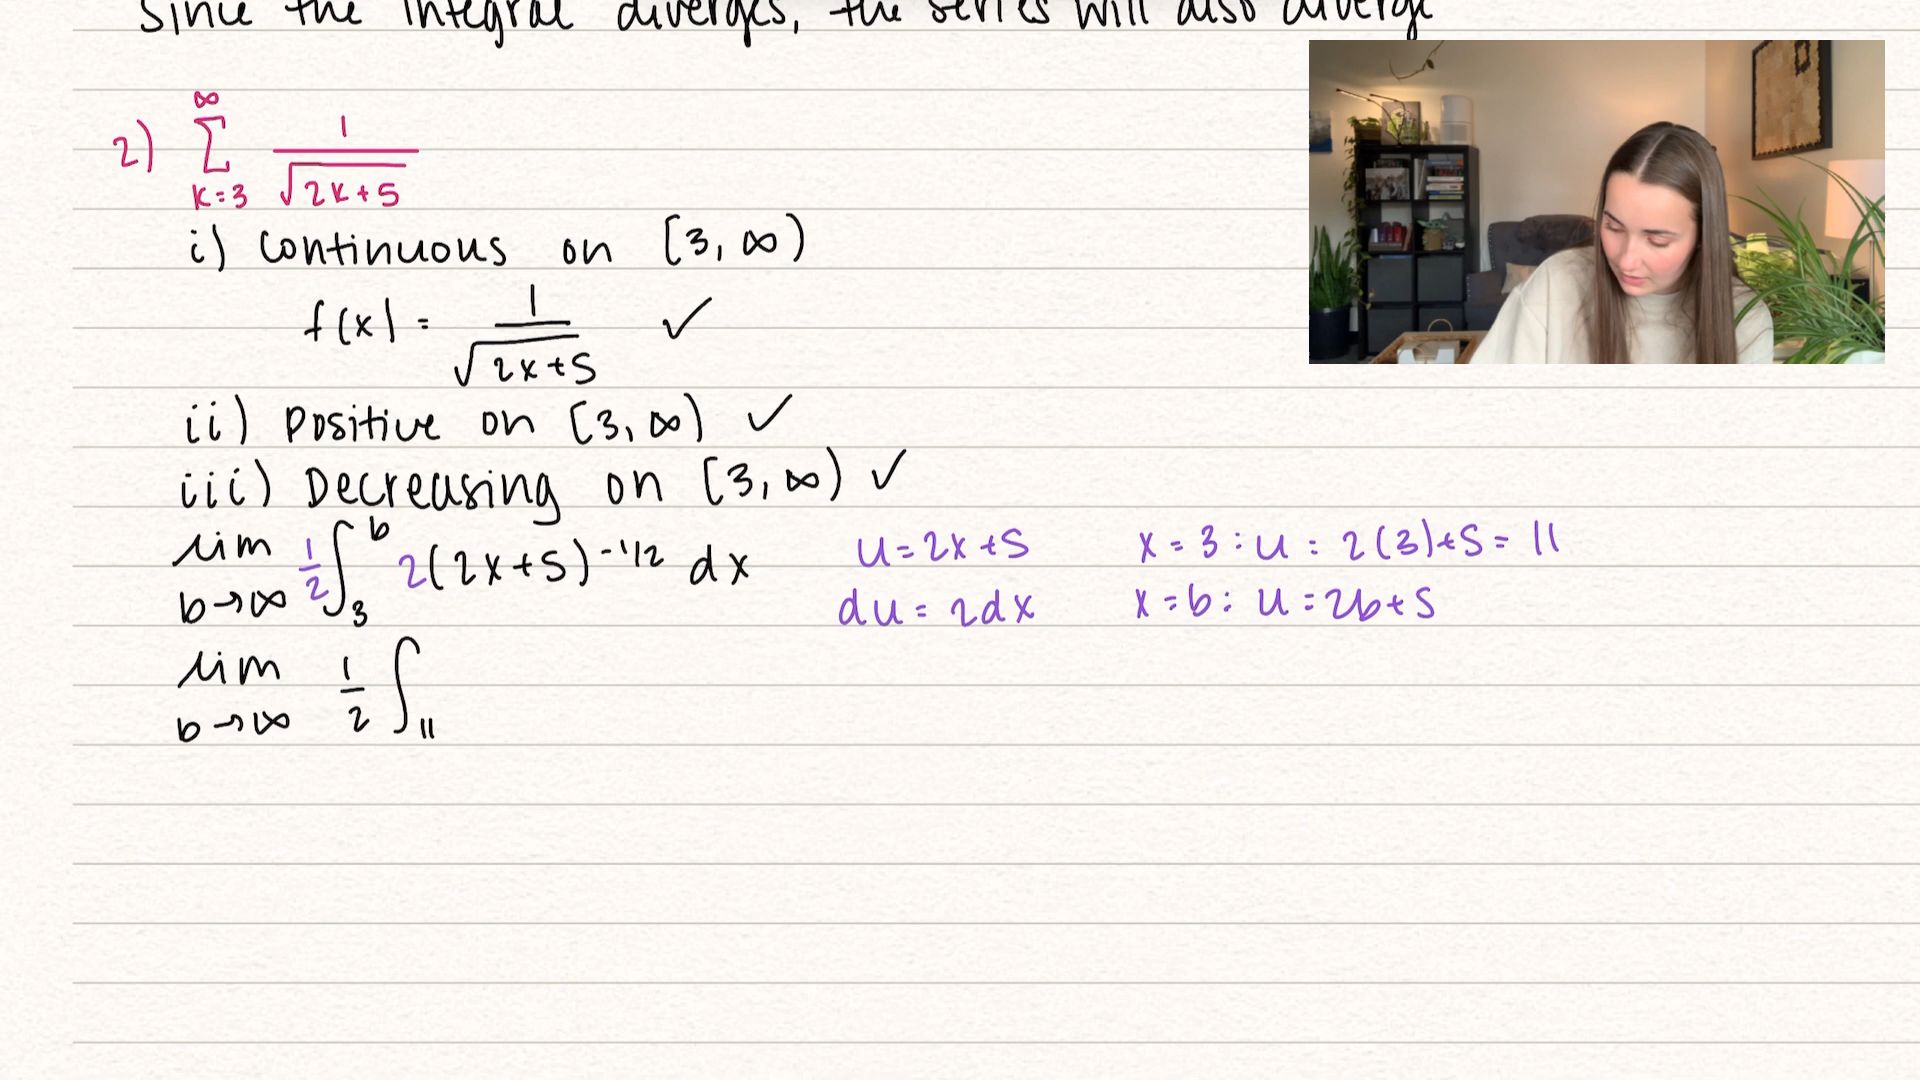 Since the integral diverges, the series will also diverge
2) ∞ Σ k=3 1/√(2k+5)
i) continuous on [3, ∞)
f(x) = 1/√(2x+5) ✓
ii) Positive on [3, ∞) ✓
iii) Decreasing on [3, ∞) ✓
lim b→∞ 1/2 ∫_3^b 2(2x+5)^(-1/2) dx
u = 2x+5
du = 2dx
x = 3 : u = 2(3)+5 = 11
x = b : u = 2b+5
lim b→∞ 1/2 ∫_11